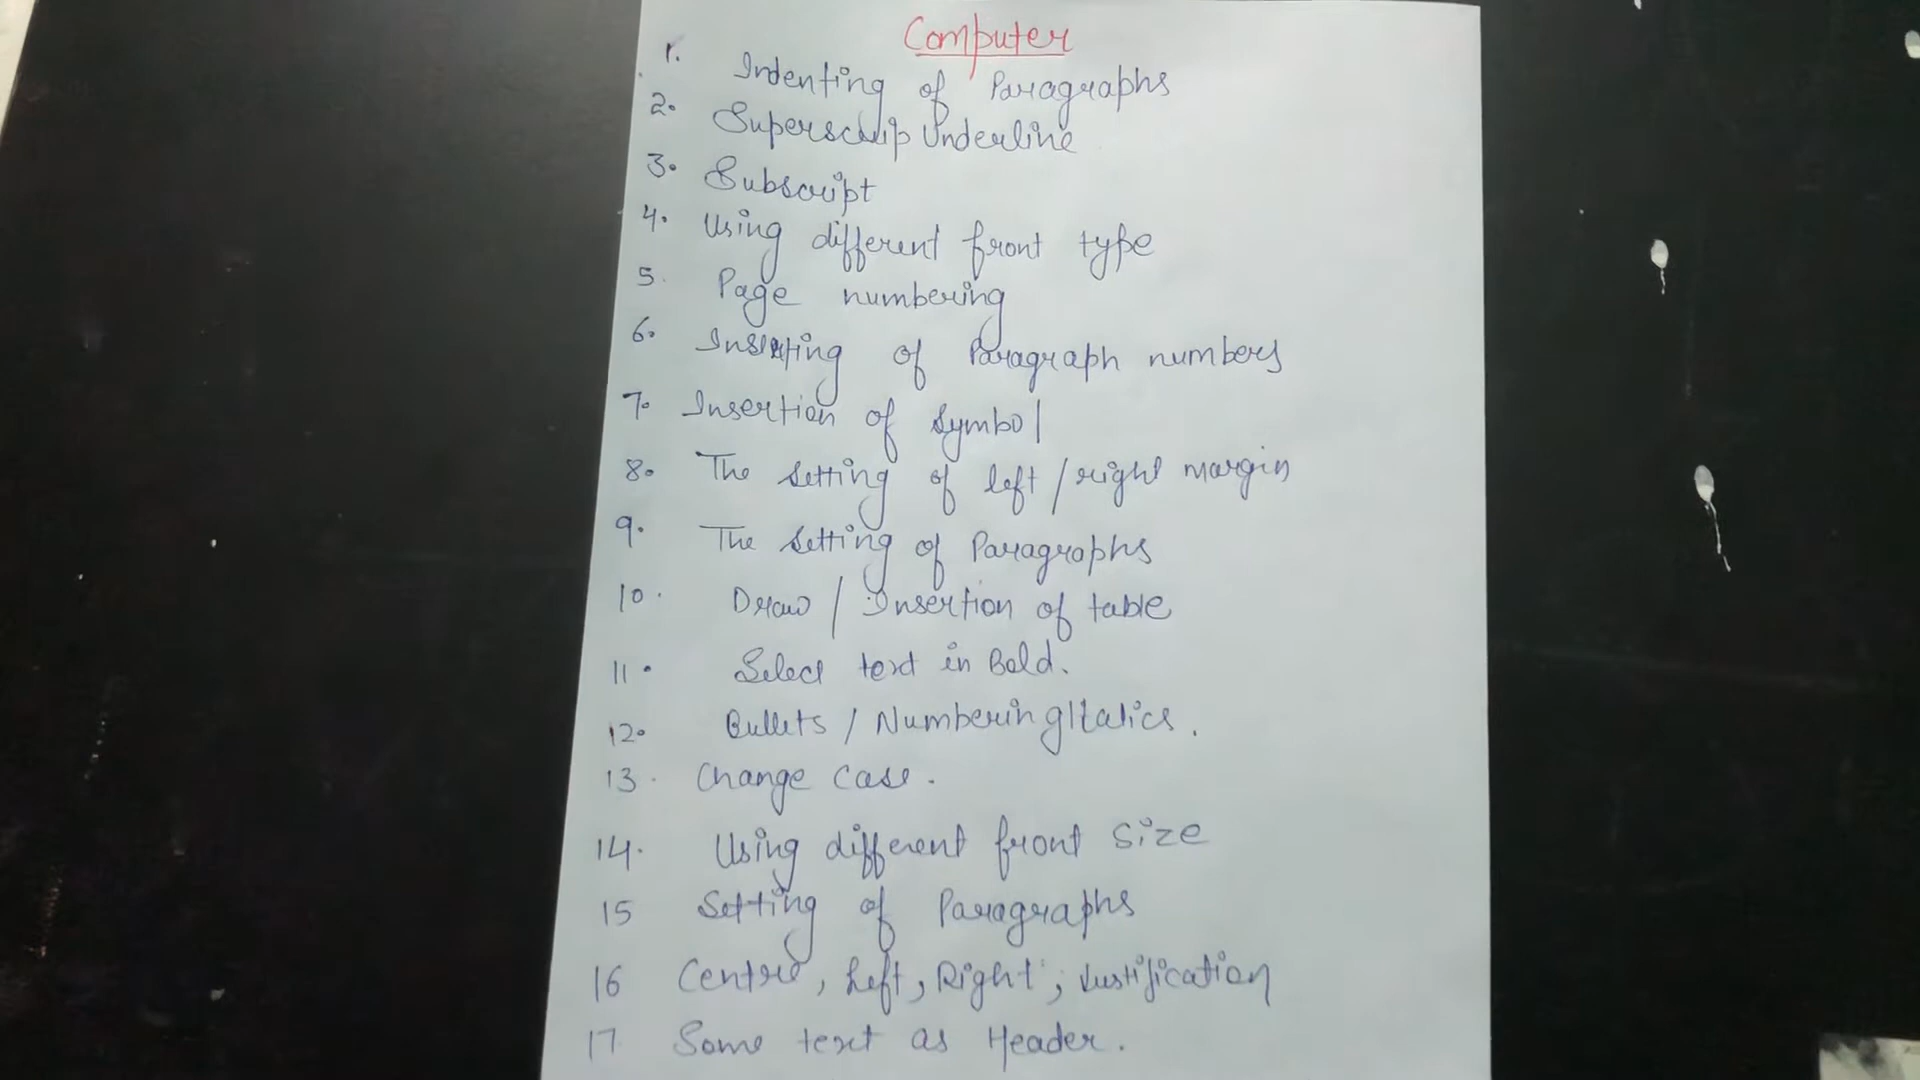 Computer
1. Indenting of Paragraphs
2. Superscrip Underline
3. Subscript
4. Using different front type
5. Page numbering
6. Inserting of Paragraph numbers
7. Insertion of Symbol
8. The setting of left / right margin
9. The setting of Paragraphs
10. Draw / Insertion of table
11. Select text in Bold.
12. Bullets / Numbering Italics.
13. Change Case.
14. Using different front Size
15 Setting of Paragraphs
16 Centre, Left, Right, Justification
17 Some text as Header.